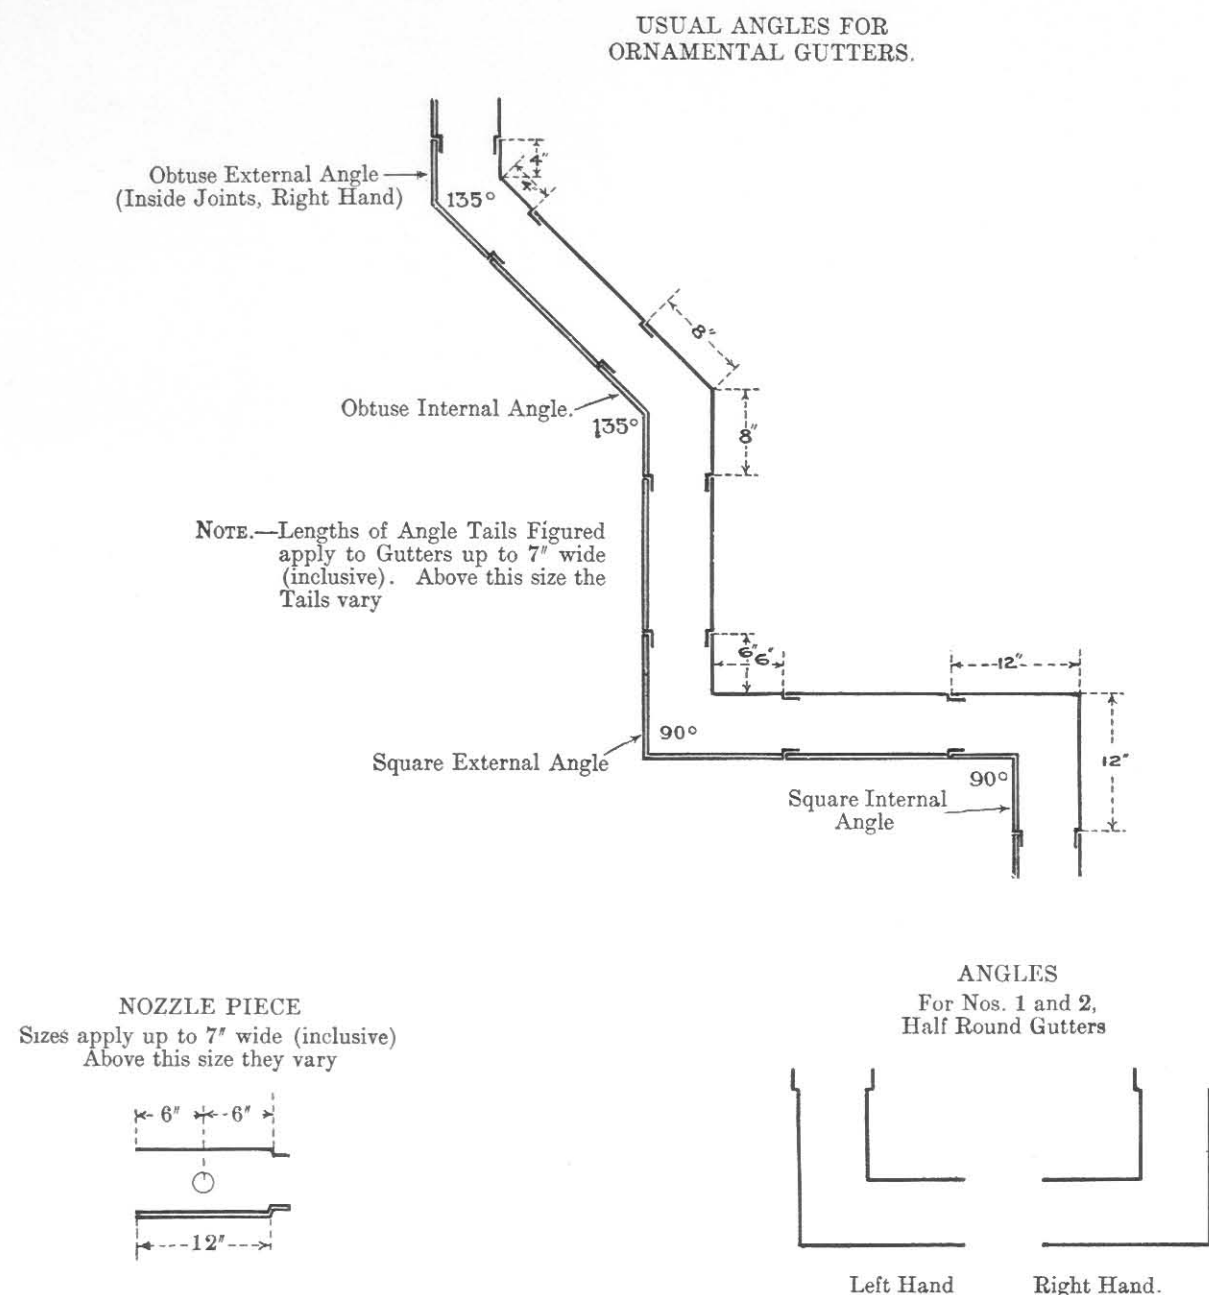 USUAL ANGLES FOR
ORNAMENTAL GUTTERS.
4"
4"
Obtuse External Angle
(Inside Joints, Right Hand)
135°
8"
Obtuse Internal Angle.
135°
8"
NOTE.—Lengths of Angle Tails Figured
apply to Gutters up to 7" wide
(inclusive). Above this size the
Tails vary
6" 6"
12"
90°
Square External Angle
12"
90°
Square Internal
Angle
NOZZLE PIECE
Sizes apply up to 7" wide (inclusive)
Above this size they vary
6" 6"
12"
ANGLES
For Nos. 1 and 2,
Half Round Gutters
Left Hand Right Hand.